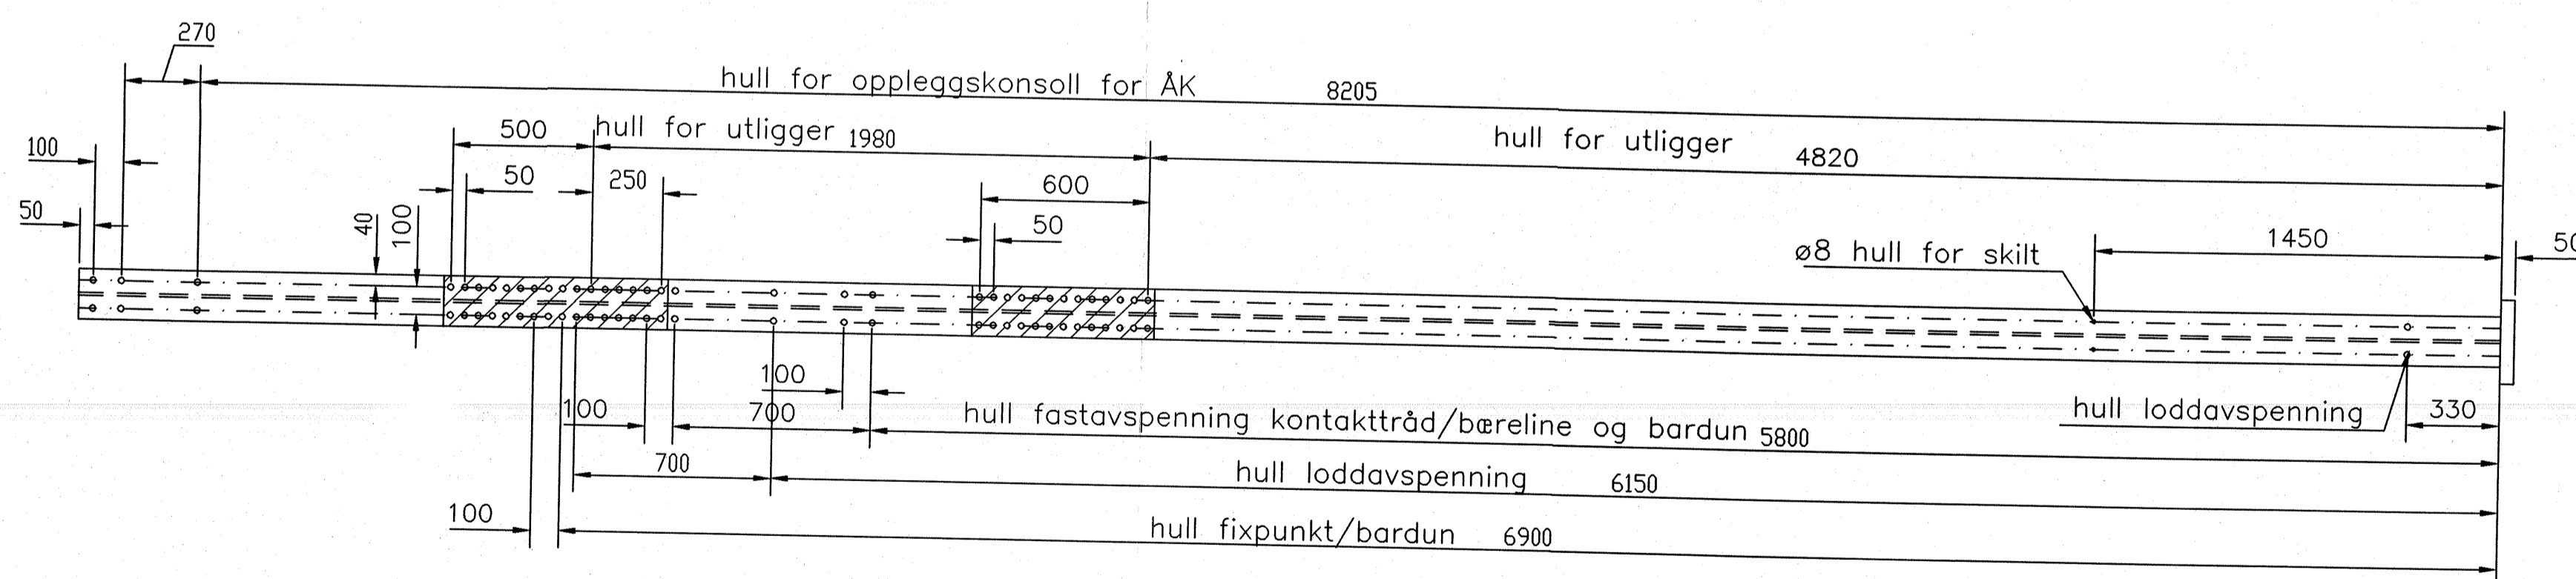 270
hull for oppleggskonsoll for ÅK 8205
500 hull for utligger 1980
hull for utligger 4820
100
50 250
600
50
40
100
50
ø8 hull for skilt
1450
50
100
100
700
hull fastavspenning kontakttråd/bæreline og bardun 5800
hull loddavspenning
330
700
hull loddavspenning 6150
100
hull fixpunkt/bardun 6900